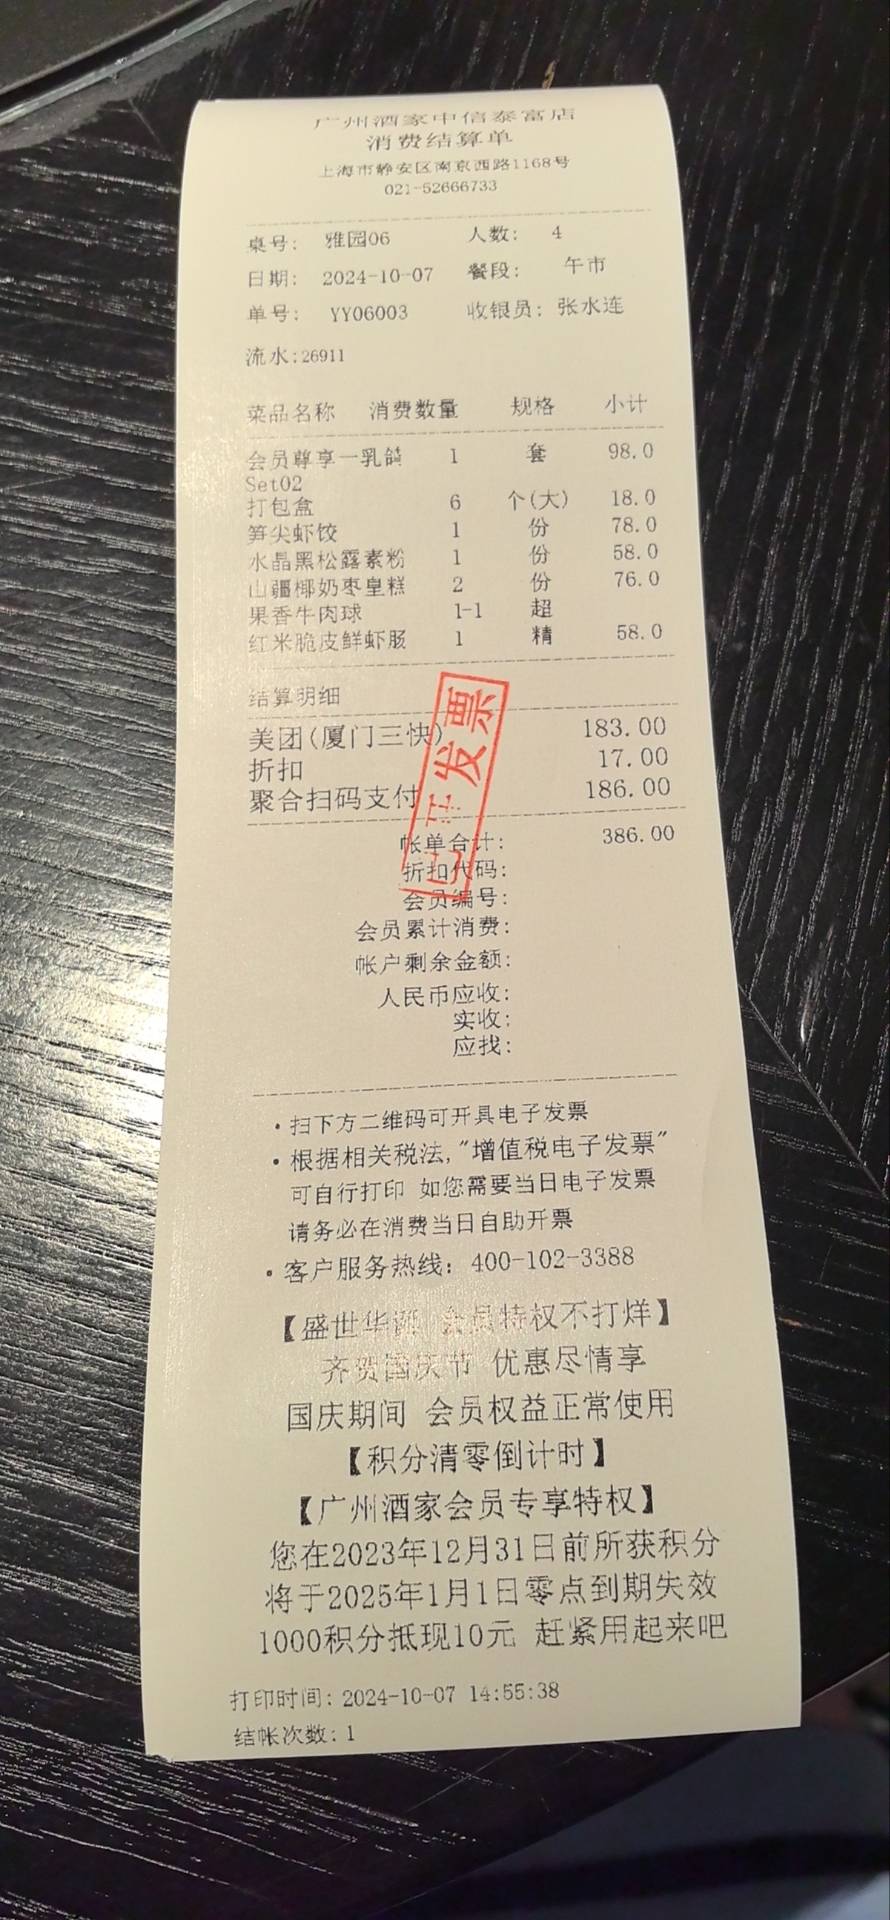 广州酒家中信泰富店
消费结算单
上海市静安区南京西路1168号
021-52666733
桌号: 雅园06 人数: 4
日期: 2024-10-07 餐段: 午市
单号: YY06003 收银员: 张水连
流水:26911
菜品名称 消费数量 规格 小计
会员尊享一乳鸽 1 套 98.0
Set02
打包盒 6 个(大) 18.0
笋尖虾饺 1 份 78.0
水晶黑松露素粉 1 份 58.0
山疆椰奶枣皇糕 2 份 76.0
果香牛肉球 1-1 超
红米脆皮鲜虾肠 1 精 58.0
结算明细
美团(厦门三快) 183.00
折扣 17.00
聚合扫码支付 186.00
已开发票
帐单合计: 386.00
折扣代码:
会员编号:
会员累计消费:
帐户剩余金额:
人民币应收:
实收:
应找:
·扫下方二维码可开具电子发票
·根据相关税法,"增值税电子发票"
可自行打印 如您需要当日电子发票
请务必在消费当日自助开票
·客户服务热线: 400-102-3388
【盛世华诞 会员特权不打烊】
齐贺国庆节 优惠尽情享
国庆期间 会员权益正常使用
【积分清零倒计时】
【广州酒家会员专享特权】
您在2023年12月31日前所获积分
将于2025年1月1日零点到期失效
1000积分抵现10元 赶紧用起来吧
打印时间: 2024-10-07 14:55:38
结帐次数: 1